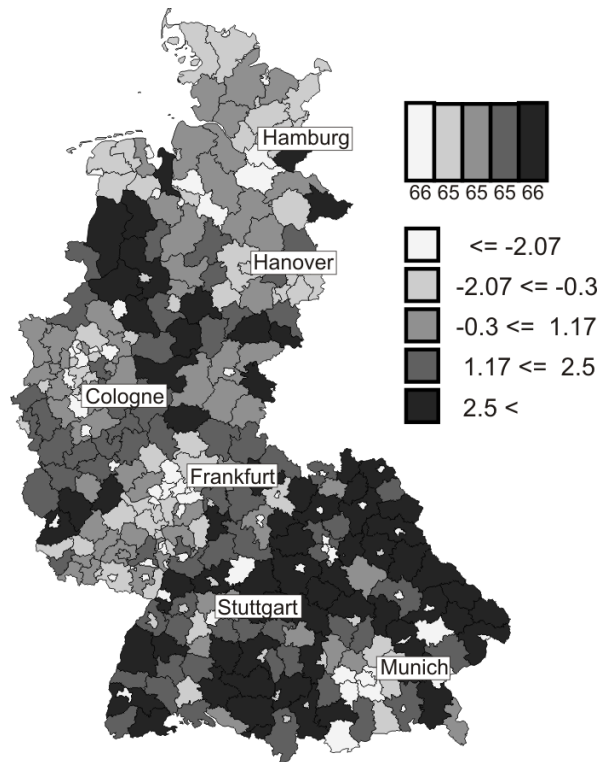 Hamburg
66 65 65 65 66
<= -2.07
Hanover
-2.07 <= -0.3
-0.3 <= 1.17
1.17 <= 2.5
Cologne
2.5 <
Frankfurt
Stuttgart
Munich